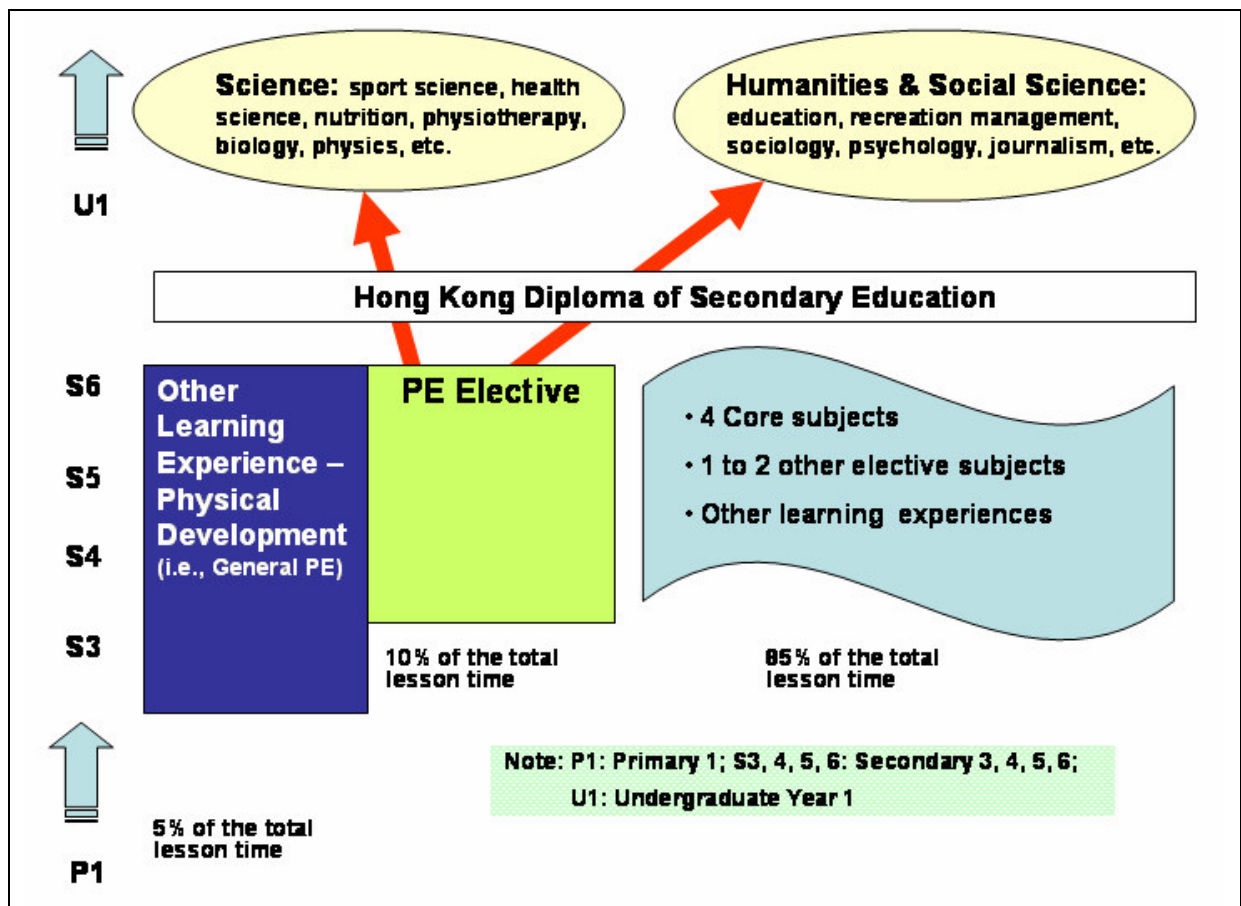 Science: sport science, health
science, nutrition, physiotherapy,
biology, physics, etc.
Humanities & Social Science:
education, recreation management,
sociology, psychology, journalism, etc.
U1
Hong Kong Diploma of Secondary Education
S6
S5
S4
S3
Other
Learning
Experience –
Physical
Development
(i.e., General PE)
PE Elective
• 4 Core subjects
• 1 to 2 other elective subjects
• Other learning experiences
10% of the total
lesson time
85% of the total
lesson time
Note: P1: Primary 1; S3, 4, 5, 6: Secondary 3, 4, 5, 6;
U1: Undergraduate Year 1
5% of the total
lesson time
P1